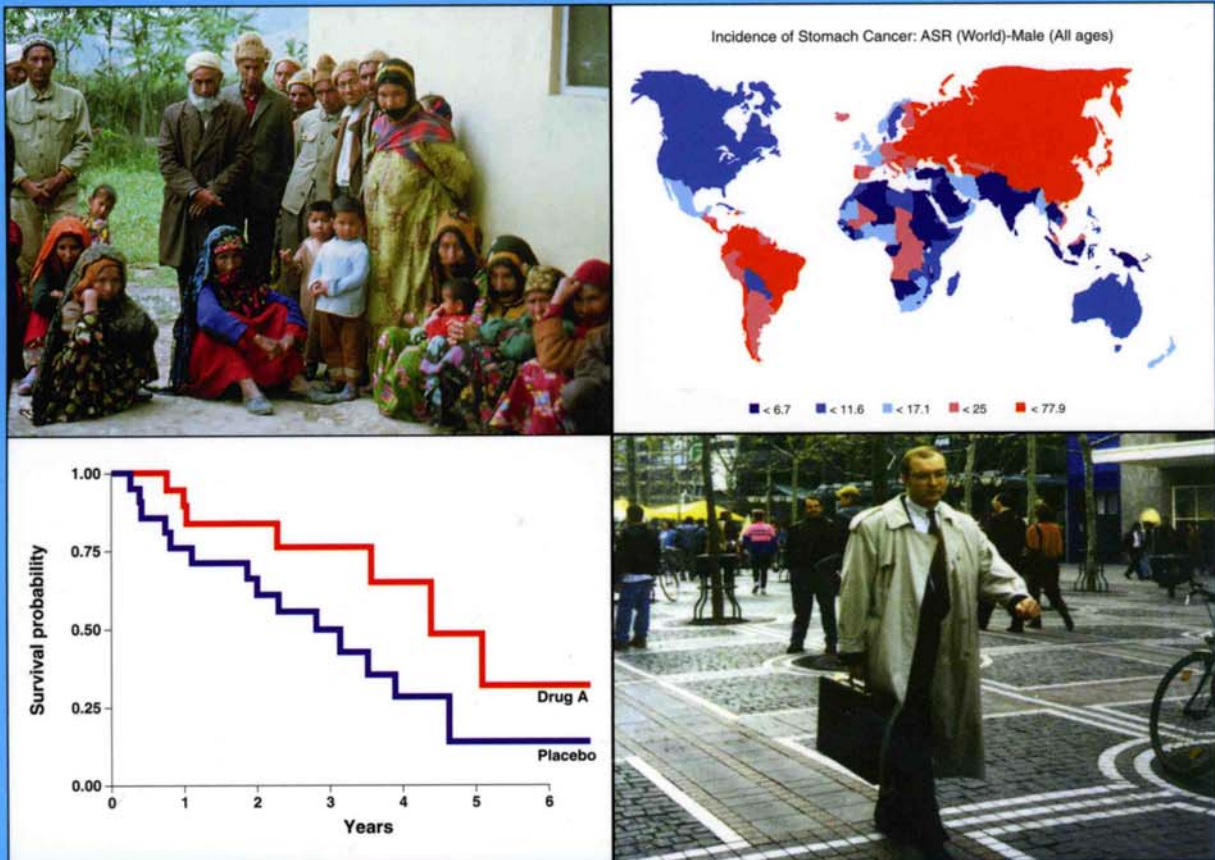 Incidence of Stomach Cancer: ASR (World)-Male (All ages)
< 6.7 < 11.6 < 17.1 < 25 < 77.9
Survival probability
1.00
0.75
0.50
0.25
0.00
Drug A
Placebo
0 1 2 3 4 5 6
Years